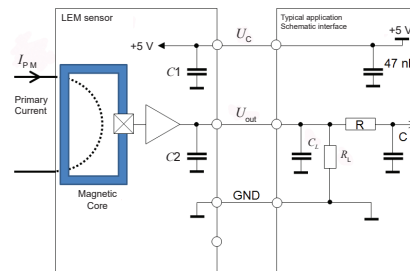 LEM sensor
Typical application
Schematic interface
+5 V
U_C
+5 V
I_PM
C1
47 nF
Primary
Current
U_out
R
C
C2
C_L
R_L
GND
Magnetic
Core